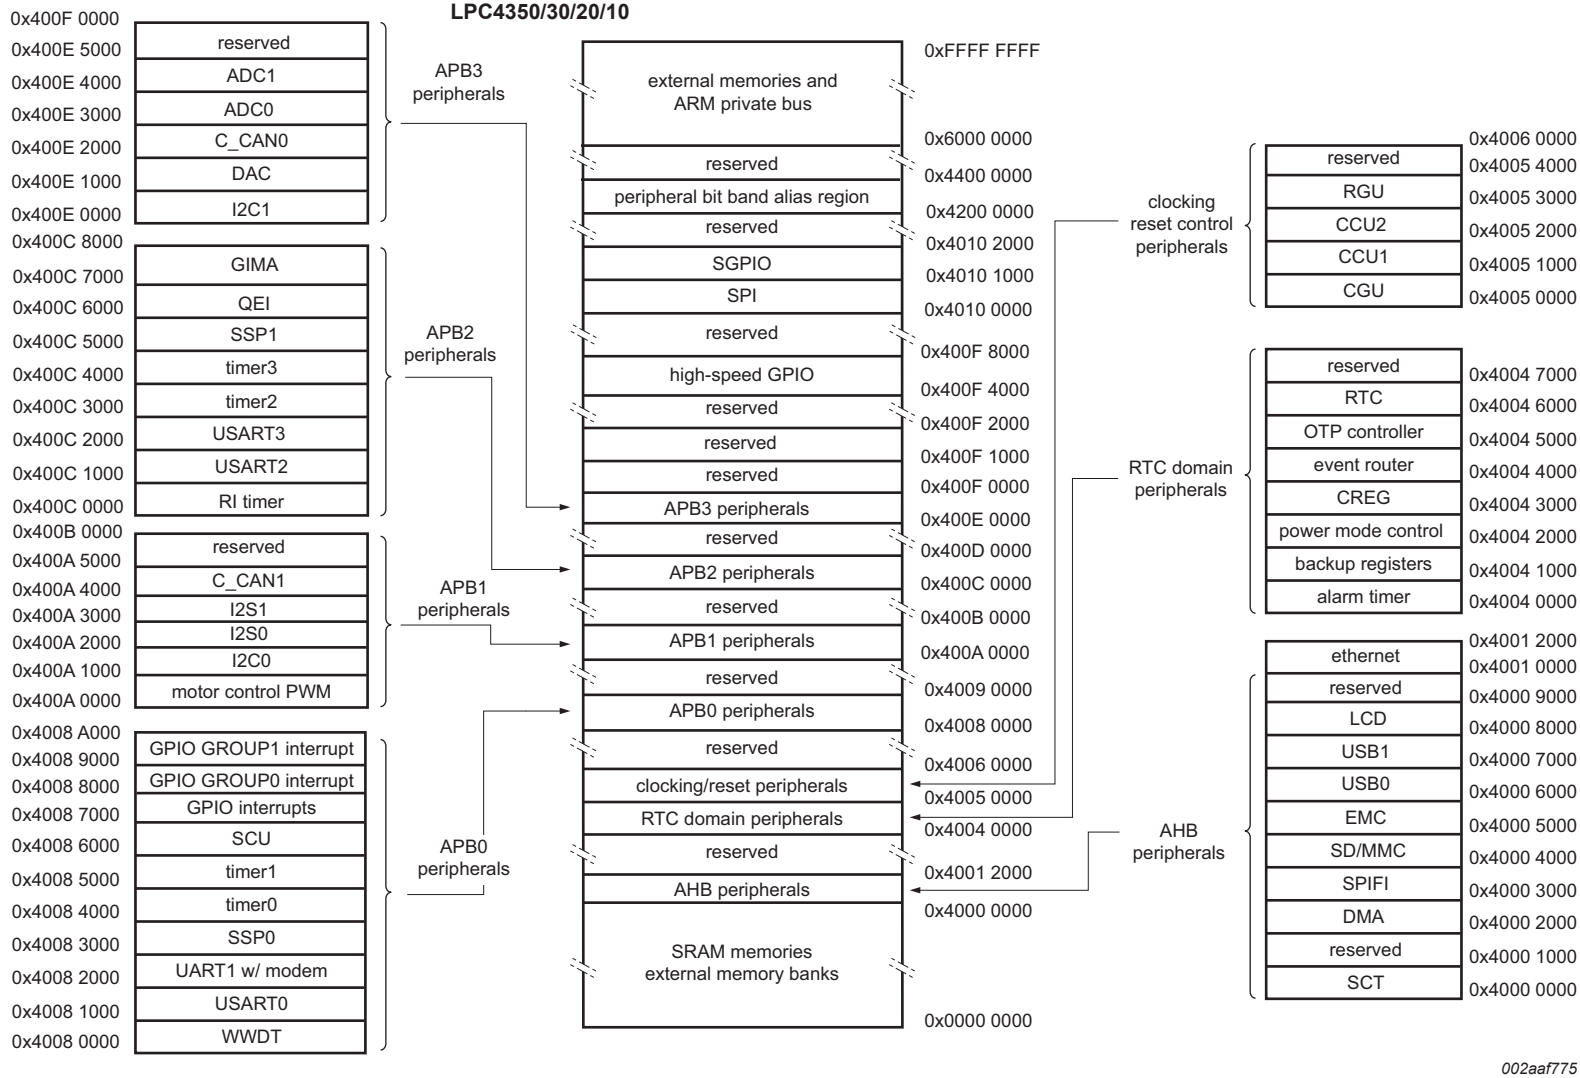 LPC4350/30/20/10
0x400F 0000
reserved
0x400E 5000
ADC1
0x400E 4000
ADC0
0x400E 3000
C_CAN0
0x400E 2000
DAC
0x400E 1000
I2C1
0x400E 0000
APB3
peripherals
0x400C 8000
GIMA
0x400C 7000
QEI
0x400C 6000
SSP1
0x400C 5000
timer3
0x400C 4000
timer2
0x400C 3000
USART3
0x400C 2000
USART2
0x400C 1000
RI timer
0x400C 0000
APB2
peripherals
0x400B 0000
reserved
0x400A 5000
C_CAN1
0x400A 4000
I2S1
0x400A 3000
I2S0
0x400A 2000
I2C0
0x400A 1000
motor control PWM
0x400A 0000
APB1
peripherals
0x4008 A000
GPIO GROUP1 interrupt
0x4008 9000
GPIO GROUP0 interrupt
0x4008 8000
GPIO interrupts
0x4008 7000
SCU
0x4008 6000
timer1
0x4008 5000
timer0
0x4008 4000
SSP0
0x4008 3000
UART1 w/ modem
0x4008 2000
USART0
0x4008 1000
WWDT
0x4008 0000
APB0
peripherals
0xFFFF FFFF
external memories and
ARM private bus
0x6000 0000
reserved
0x4400 0000
peripheral bit band alias region
0x4200 0000
reserved
0x4010 2000
SGPIO
0x4010 1000
SPI
0x4010 0000
reserved
0x400F 8000
high-speed GPIO
0x400F 4000
reserved
0x400F 2000
reserved
0x400F 1000
reserved
0x400F 0000
APB3 peripherals
0x400E 0000
reserved
0x400D 0000
APB2 peripherals
0x400C 0000
reserved
0x400B 0000
APB1 peripherals
0x400A 0000
reserved
0x4009 0000
APB0 peripherals
0x4008 0000
reserved
0x4006 0000
clocking/reset peripherals
0x4005 0000
RTC domain peripherals
0x4004 0000
reserved
0x4001 2000
AHB peripherals
0x4000 0000
SRAM memories
external memory banks
0x0000 0000
clocking
reset control
peripherals
0x4006 0000
reserved
0x4005 4000
RGU
0x4005 3000
CCU2
0x4005 2000
CCU1
0x4005 1000
CGU
0x4005 0000
RTC domain
peripherals
reserved
0x4004 7000
RTC
0x4004 6000
OTP controller
0x4004 5000
event router
0x4004 4000
CREG
0x4004 3000
power mode control
0x4004 2000
backup registers
0x4004 1000
alarm timer
0x4004 0000
AHB
peripherals
0x4001 2000
ethernet
0x4001 0000
reserved
0x4000 9000
LCD
0x4000 8000
USB1
0x4000 7000
USB0
0x4000 6000
EMC
0x4000 5000
SD/MMC
0x4000 4000
SPIFI
0x4000 3000
DMA
0x4000 2000
reserved
0x4000 1000
SCT
0x4000 0000
002aaf775